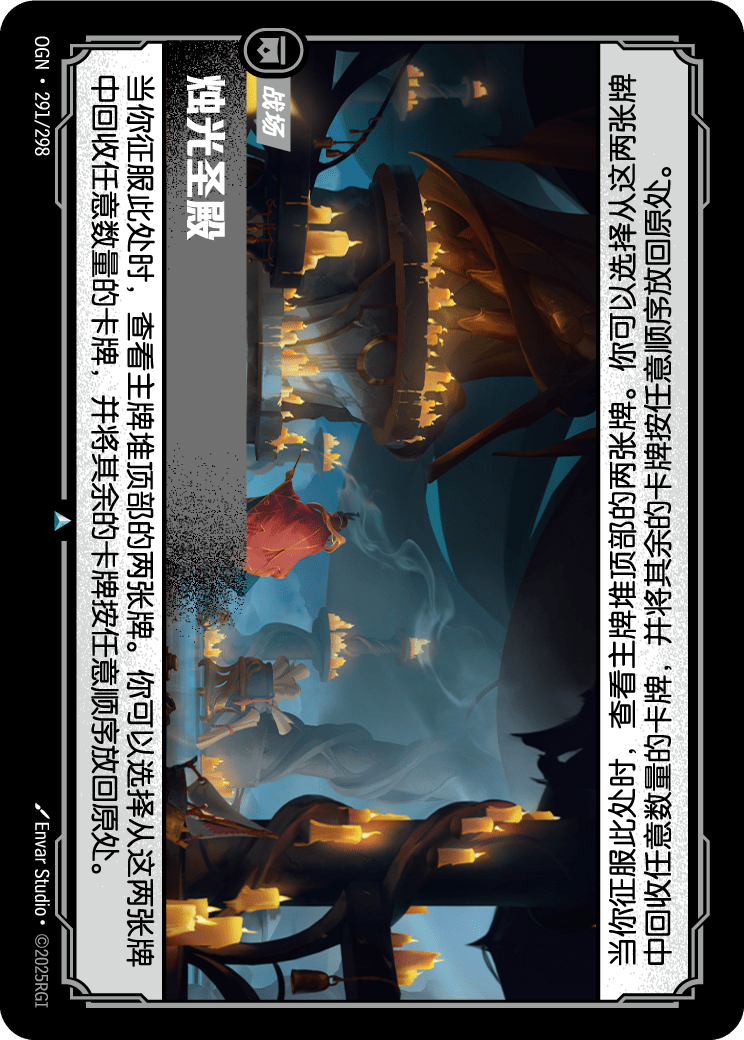 当你征服此处时，查看主牌堆顶部的两张牌。你可以选择从这两张牌
中回收任意数量的卡牌，并将其余的卡牌按任意顺序放回原处。
战场
烛光圣殿
当你征服此处时，查看主牌堆顶部的两张牌。你可以选择从这两张牌
中回收任意数量的卡牌，并将其余的卡牌按任意顺序放回原处。
OGN • 291/298
Envar Studio • ©2025RGI